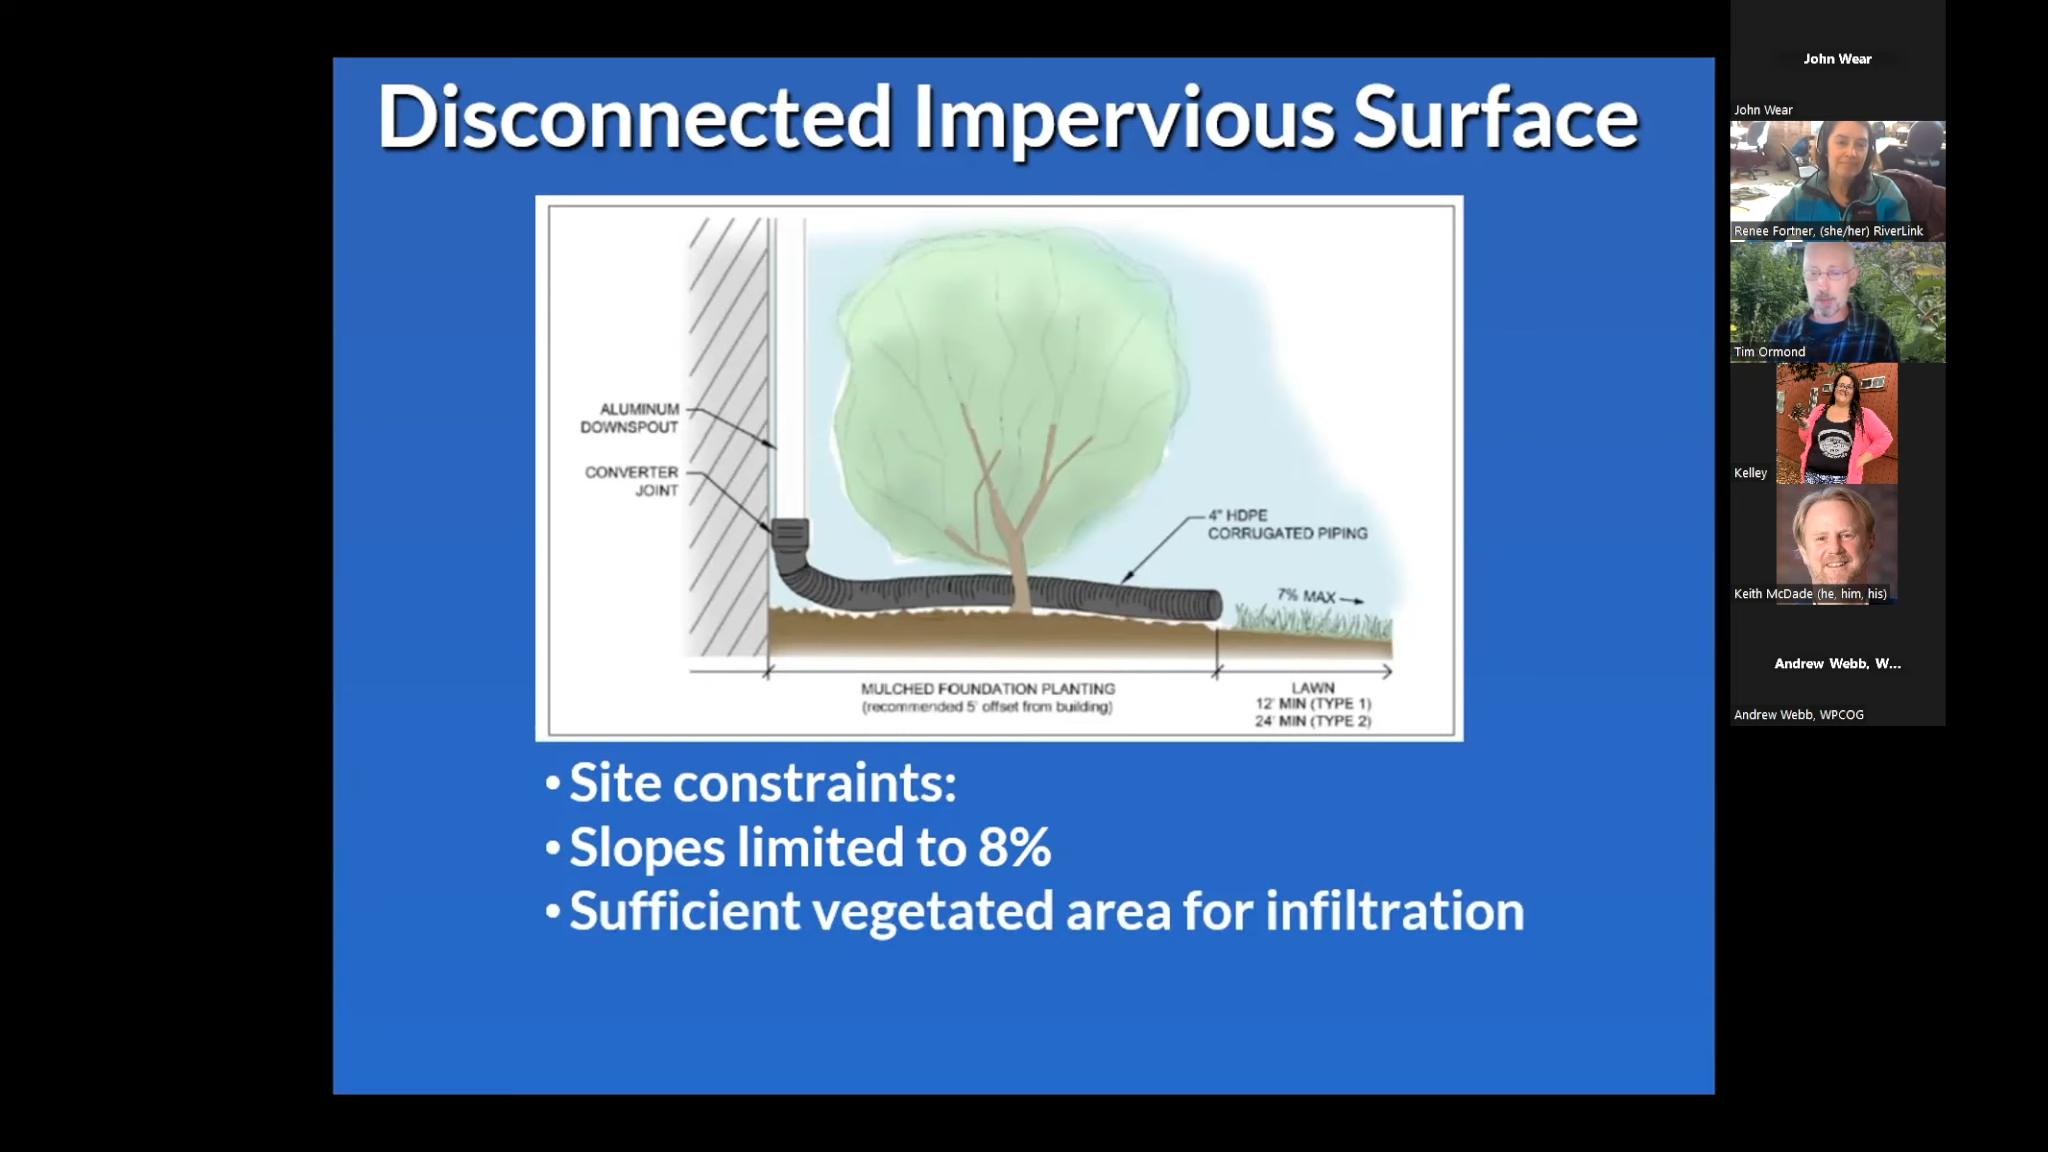 Disconnected Impervious Surface
ALUMINUM
DOWNSPOUT
CONVERTER
JOINT
4" HDPE
CORRUGATED PIPING
7% MAX
MULCHED FOUNDATION PLANTING
(recommended 5' offset from building)
LAWN
12' MIN (TYPE 1)
24' MIN (TYPE 2)
• Site constraints:
• Slopes limited to 8%
• Sufficient vegetated area for infiltration
John Wear
John Wear
Renee Fortner, (she/her) RiverLink
Tim Ormond
Kelley
Keith McDade (he, him, his)
Andrew Webb, W...
Andrew Webb, WPCOG